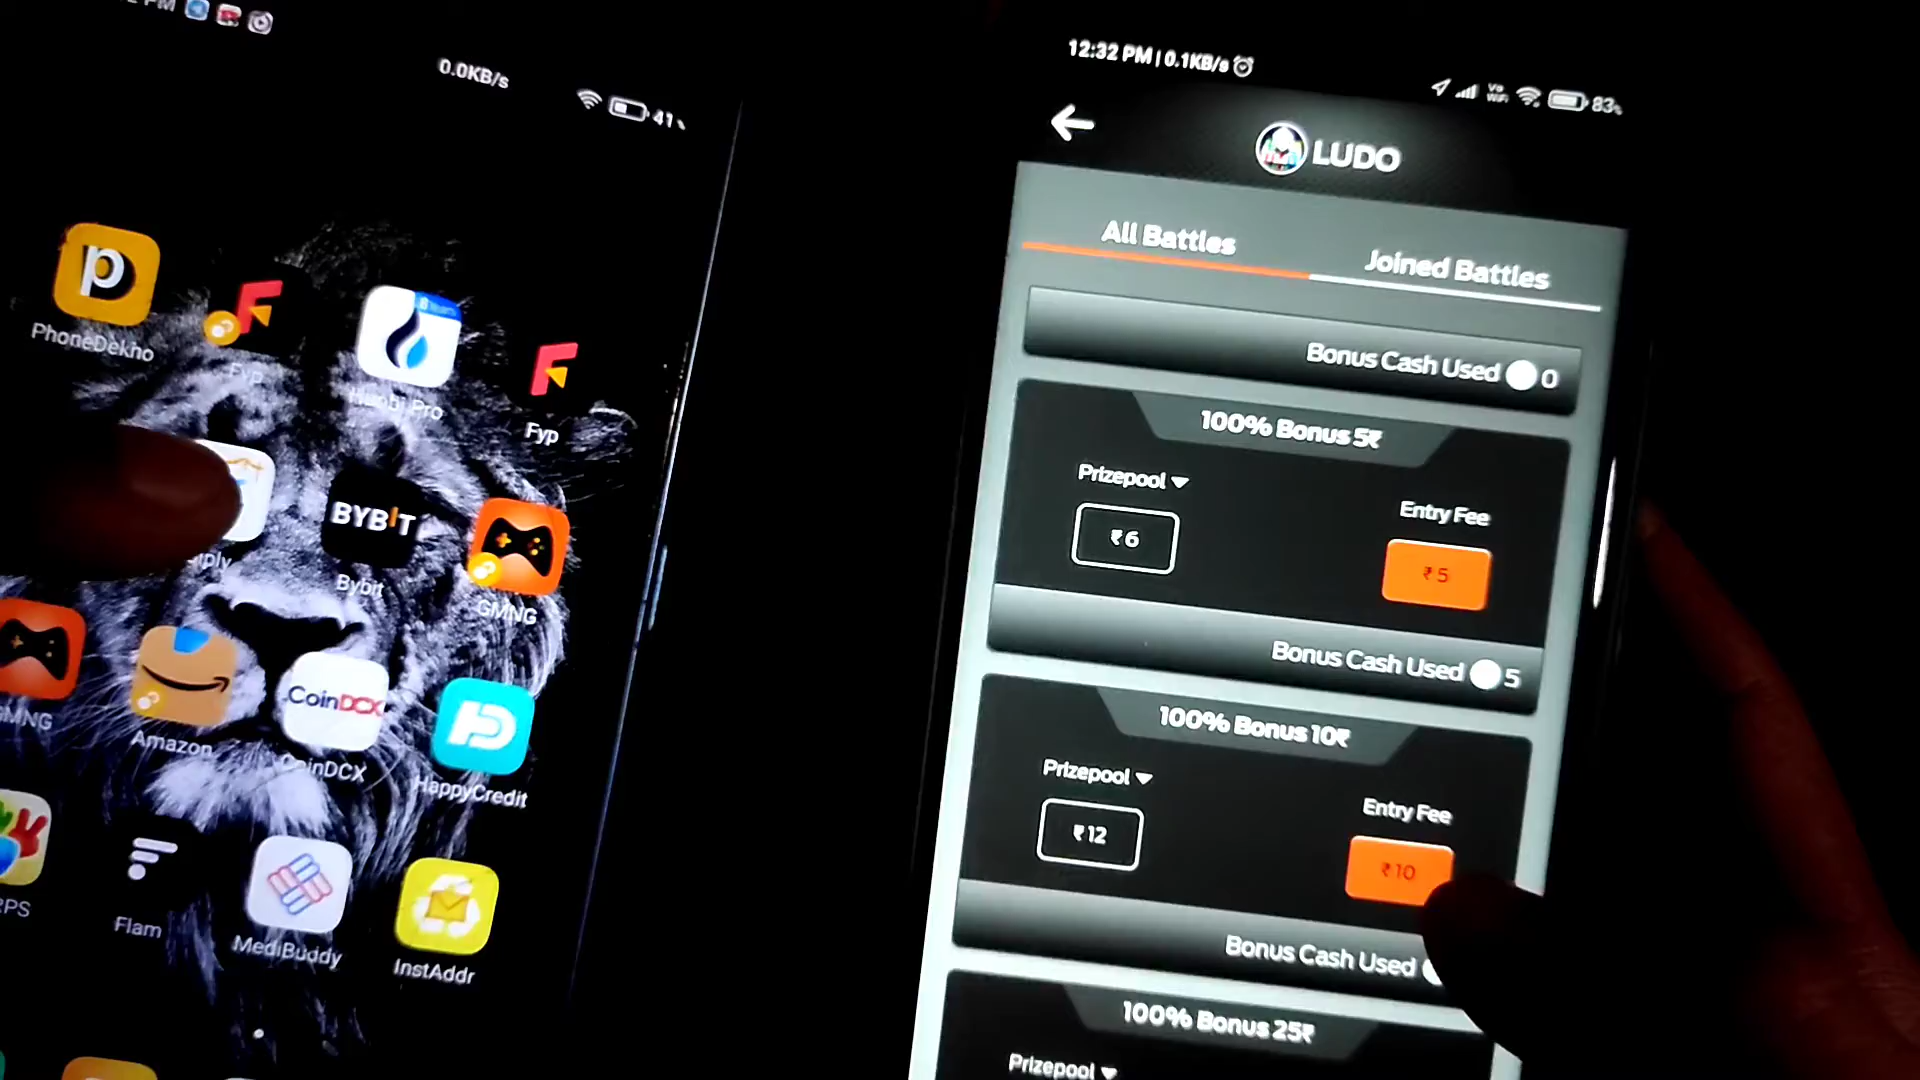 PM
0.0KB/s
41%
PhoneDekho
Fyp
Huobi Pro
Fyp
BYBIT
Bybit
GMNG
GMNG
Amazon
CoinDCX
CoinDCX
HappyCredit
Flam
MediBuddy
InstAddr
12:32 PM | 0.1KB/s
Vo
WiFi
83%
LUDO
All Battles
Joined Battles
Bonus Cash Used 0
100% Bonus 5₹
Prizepool
Entry Fee
₹6
₹5
Bonus Cash Used 5
100% Bonus 10₹
Prizepool
Entry Fee
₹12
₹10
Bonus Cash Used
100% Bonus 25₹
Prizepool